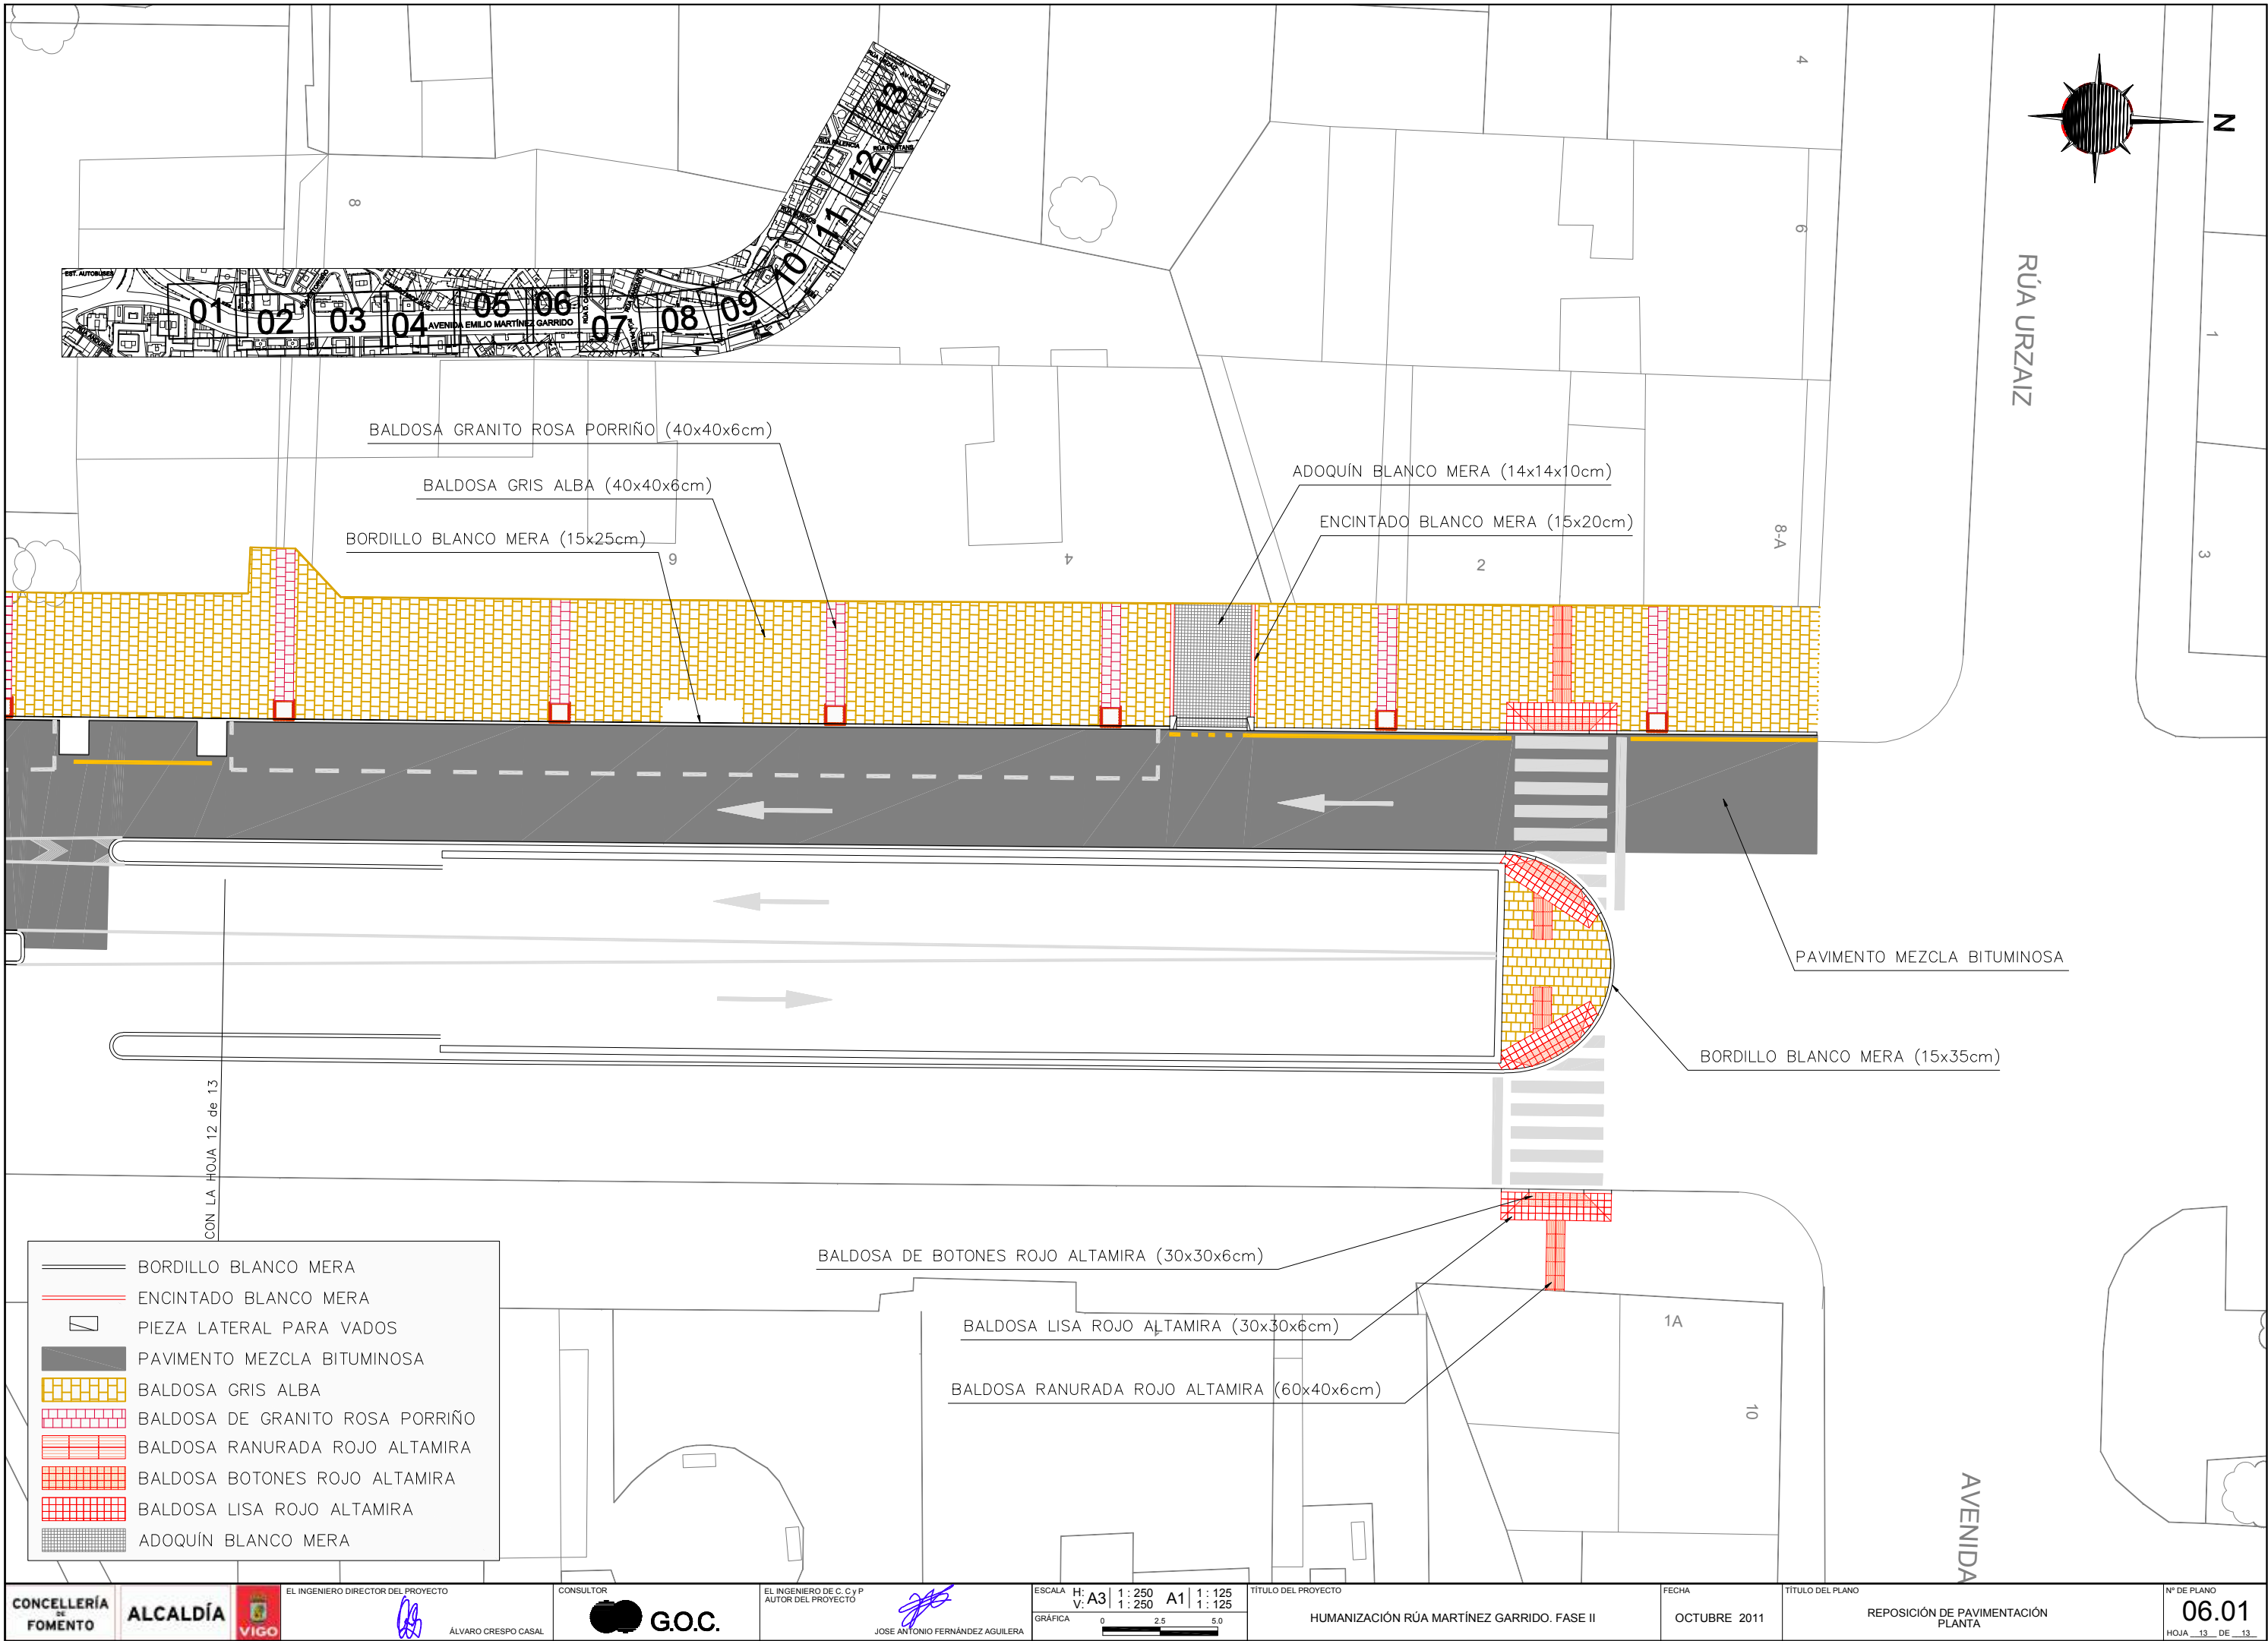 N
RÚA URZAIZ
4
6
8
1
3
8-A
EST. AUTOBUSES
01
02
03
04
05
06
07
08
09
10
11
12
13
AVENIDA EMILIO MARTÍNEZ GARRIDO
BALDOSA GRANITO ROSA PORRIÑO (40x40x6cm)
BALDOSA GRIS ALBA (40x40x6cm)
BORDILLO BLANCO MERA (15x25cm)
ADOQUÍN BLANCO MERA (14x14x10cm)
ENCINTADO BLANCO MERA (15x20cm)
6
4
2
PAVIMENTO MEZCLA BITUMINOSA
BORDILLO BLANCO MERA (15x35cm)
CON LA HOJA 12 de 13
BALDOSA DE BOTONES ROJO ALTAMIRA (30x30x6cm)
BALDOSA LISA ROJO ALTAMIRA (30x30x6cm)
BALDOSA RANURADA ROJO ALTAMIRA (60x40x6cm)
1A
10
AVENIDA
BORDILLO BLANCO MERA
ENCINTADO BLANCO MERA
PIEZA LATERAL PARA VADOS
PAVIMENTO MEZCLA BITUMINOSA
BALDOSA GRIS ALBA
BALDOSA DE GRANITO ROSA PORRIÑO
BALDOSA RANURADA ROJO ALTAMIRA
BALDOSA BOTONES ROJO ALTAMIRA
BALDOSA LISA ROJO ALTAMIRA
ADOQUÍN BLANCO MERA
CONCELLERÍA
DE
FOMENTO
ALCALDÍA
VIGO
EL INGENIERO DIRECTOR DEL PROYECTO
ÁLVARO CRESPO CASAL
CONSULTOR
G.O.C.
EL INGENIERO DE C. C y P
AUTOR DEL PROYECTO
JOSE ANTONIO FERNÁNDEZ AGUILERA
ESCALA H: A3 1 : 250 A1 1 : 125
V: 1 : 250 1 : 125
GRÁFICA 0 2.5 5.0
TÍTULO DEL PROYECTO
HUMANIZACIÓN RÚA MARTÍNEZ GARRIDO. FASE II
FECHA
OCTUBRE 2011
TÍTULO DEL PLANO
REPOSICIÓN DE PAVIMENTACIÓN
PLANTA
Nº DE PLANO
06.01
HOJA 13 DE 13